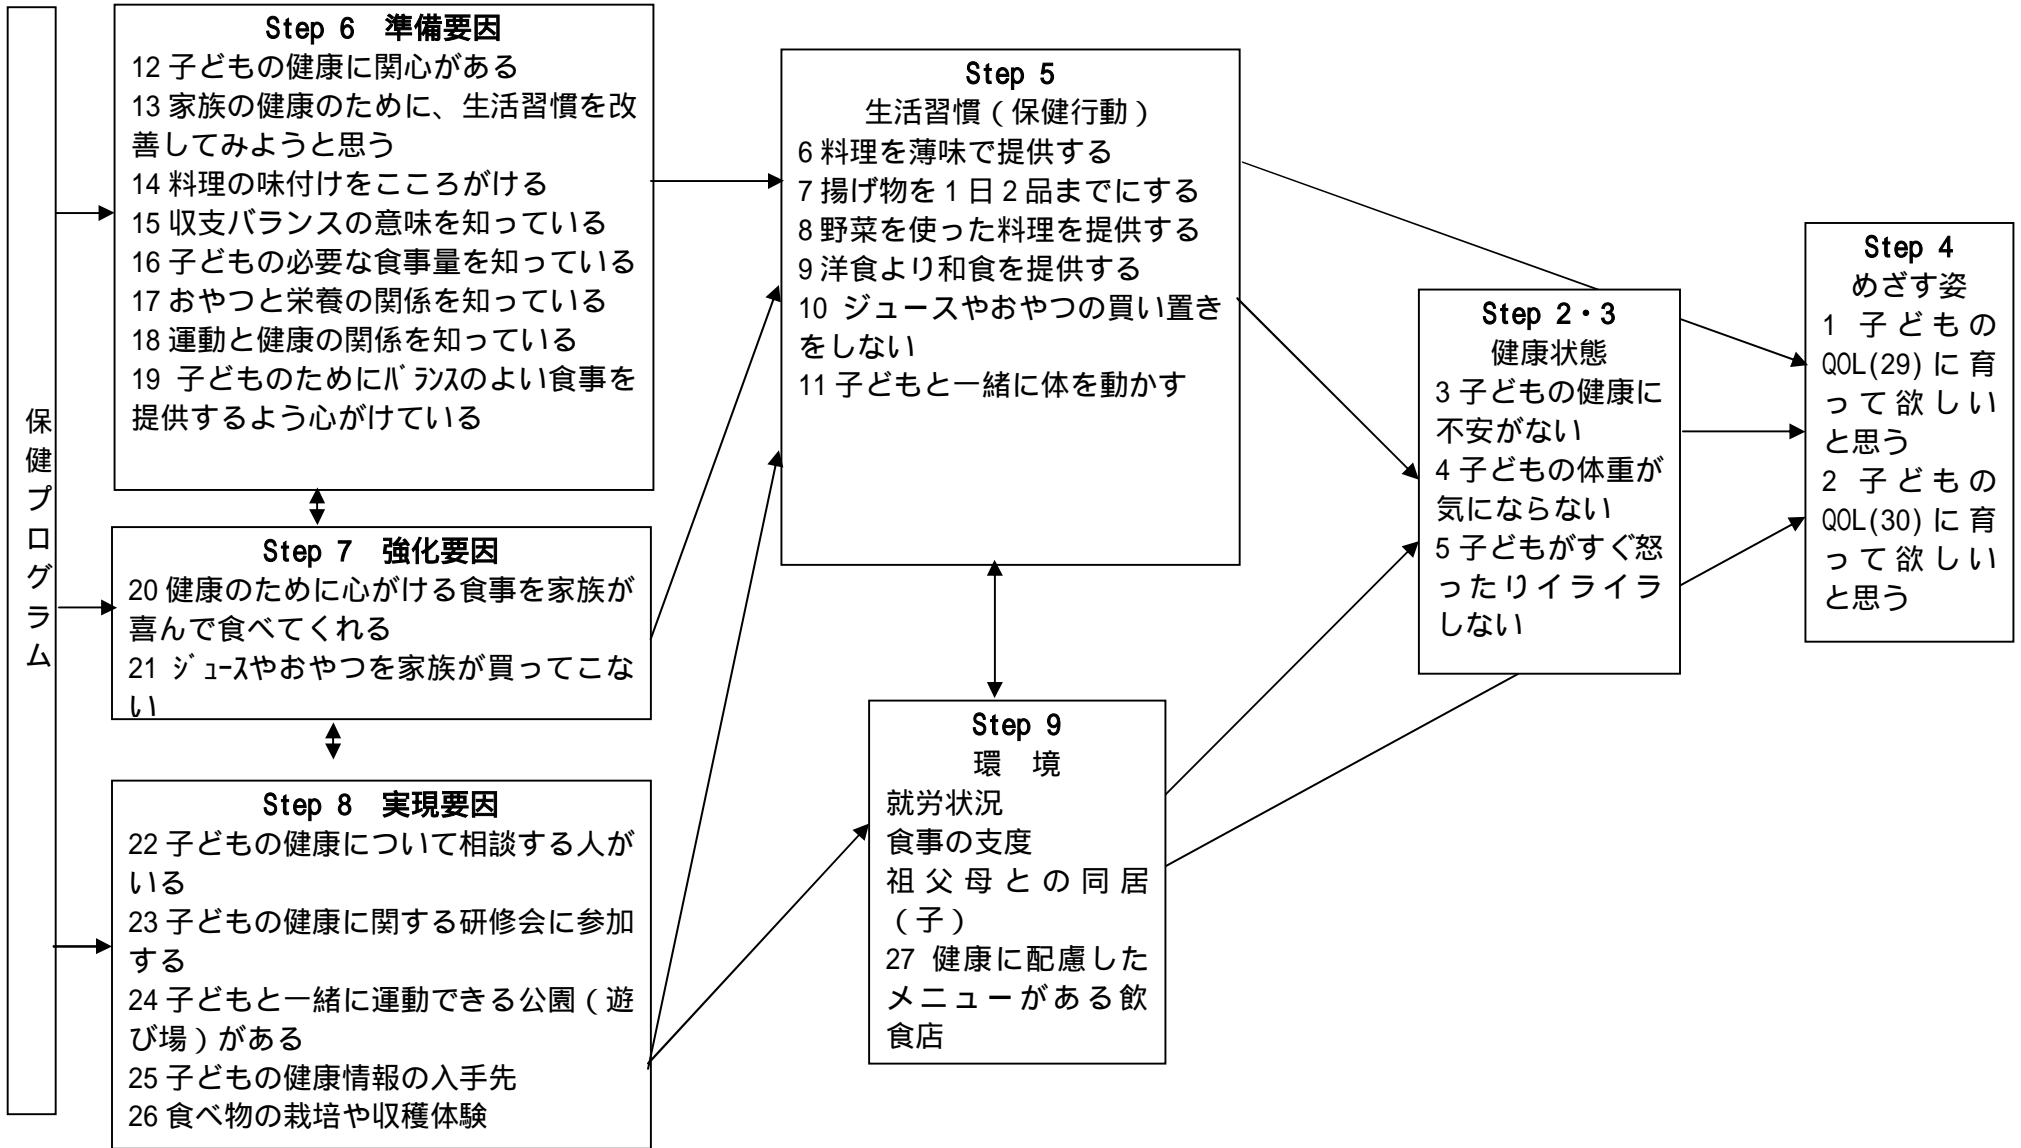 保健プログラム
Step 6　準備要因
12 子どもの健康に関心がある
13 家族の健康のために、生活習慣を改
善してみようと思う
14 料理の味付けをこころがける
15 収支バランスの意味を知っている
16 子どもの必要な食事量を知っている
17 おやつと栄養の関係を知っている
18 運動と健康の関係を知っている
19 子どものためにﾊﾞﾗﾝｽのよい食事を
提供するよう心がけている
Step 7　強化要因
20 健康のために心がける食事を家族が
喜んで食べてくれる
21 ｼﾞｭｰｽやおやつを家族が買ってこな
い
Step 8　実現要因
22 子どもの健康について相談する人が
いる
23 子どもの健康に関する研修会に参加
する
24 子どもと一緒に運動できる公園（遊
び場）がある
25 子どもの健康情報の入手先
26 食べ物の栽培や収穫体験
Step 5
生活習慣（保健行動）
6 料理を薄味で提供する
7 揚げ物を1日2品までにする
8 野菜を使った料理を提供する
9 洋食より和食を提供する
10 ジュースやおやつの買い置き
をしない
11 子どもと一緒に体を動かす
Step 9
環　境
就労状況
食事の支度
祖父母との同居
（子）
27 健康に配慮した
メニューがある飲
食店
Step 2・3
健康状態
3 子どもの健康に
不安がない
4 子どもの体重が
気にならない
5 子どもがすぐ怒
ったりイライラ
しない
Step 4
めざす姿
1 子どもの
QOL(29)に育
って欲しい
と思う
2 子どもの
QOL(30)に育
って欲しい
と思う